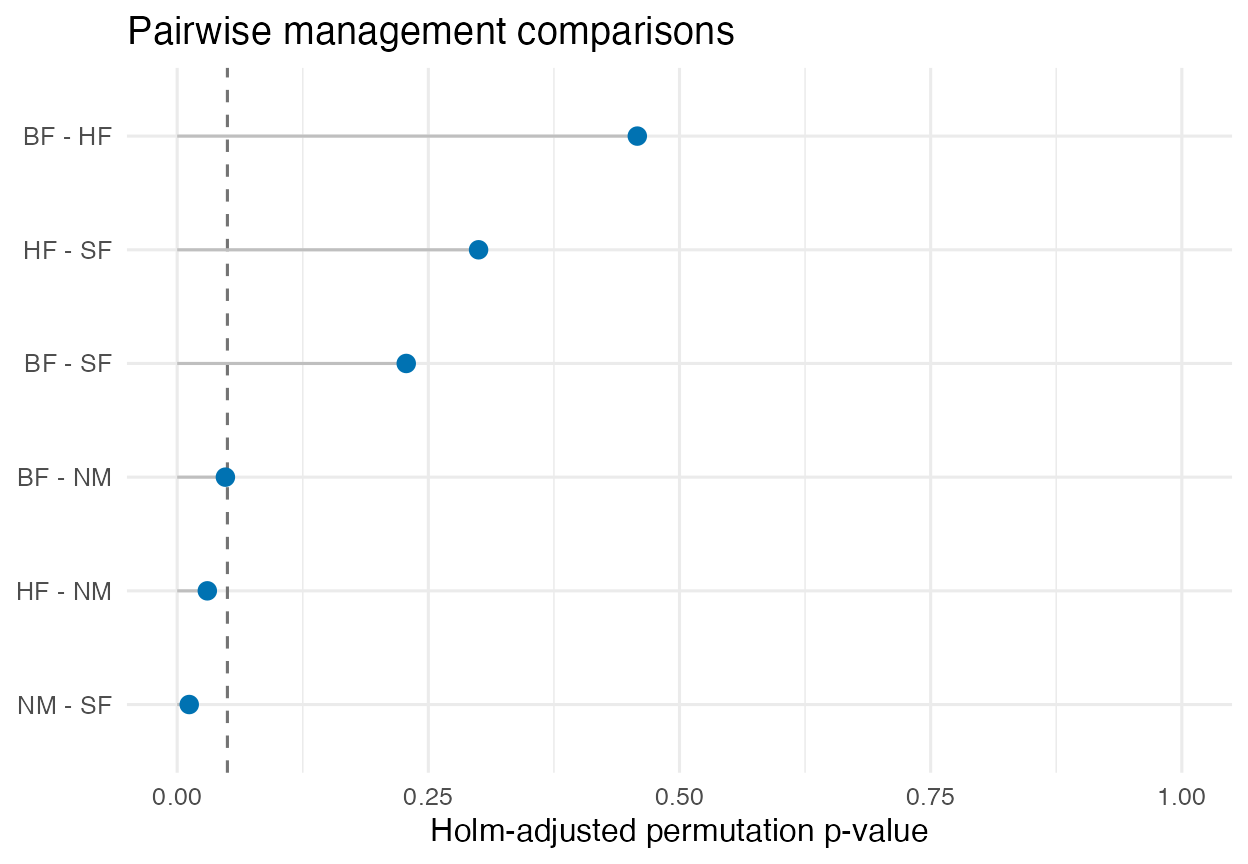 Pairwise management comparisons
BF - HF
HF - SF
BF - SF
BF - NM
HF - NM
NM - SF
0.00 0.25 0.50 0.75 1.00
Holm-adjusted permutation p-value